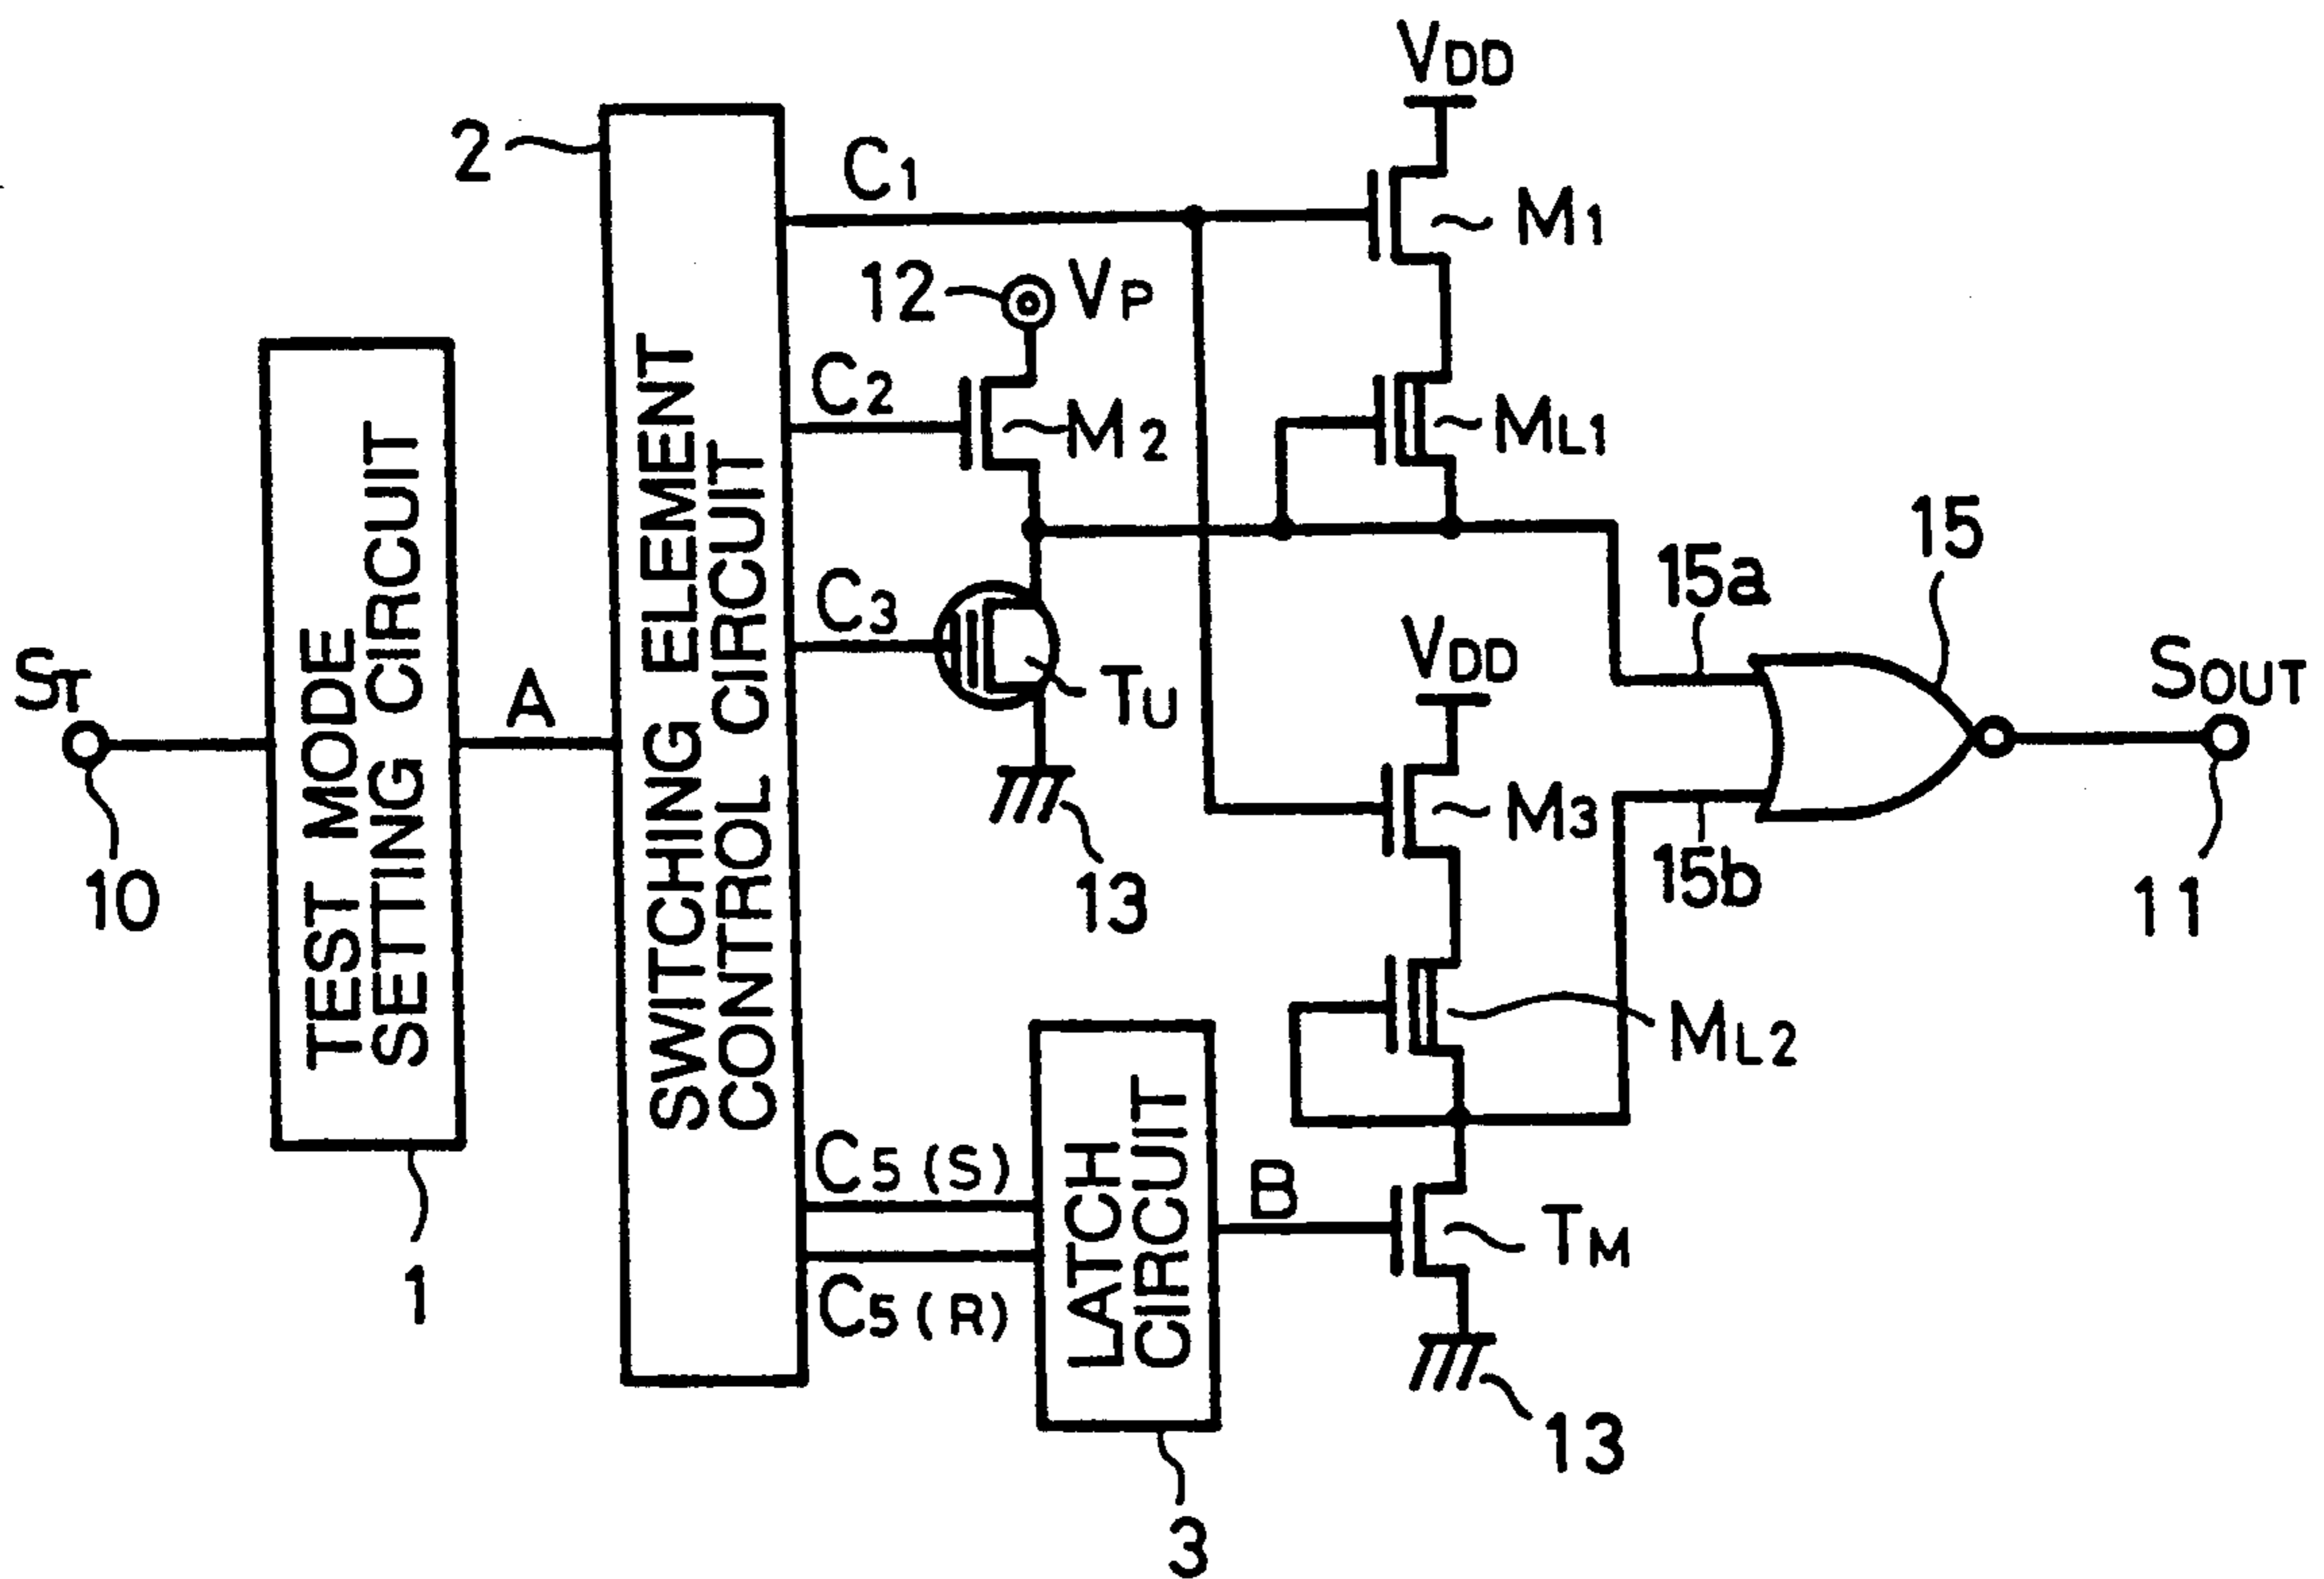 VDD
2
C1
M1
12
VP
C2
M2
ML1
15
15a
C3
VDD
TU
ST
A
SOUT
TEST MODE
SETTING CIRCUIT
SWITCHING ELEMENT
CONTROL CIRCUIT
M3
15b
10
13
11
ML2
C5(S)
LATCH
CIRCUIT
B
TM
1
C5(R)
13
3